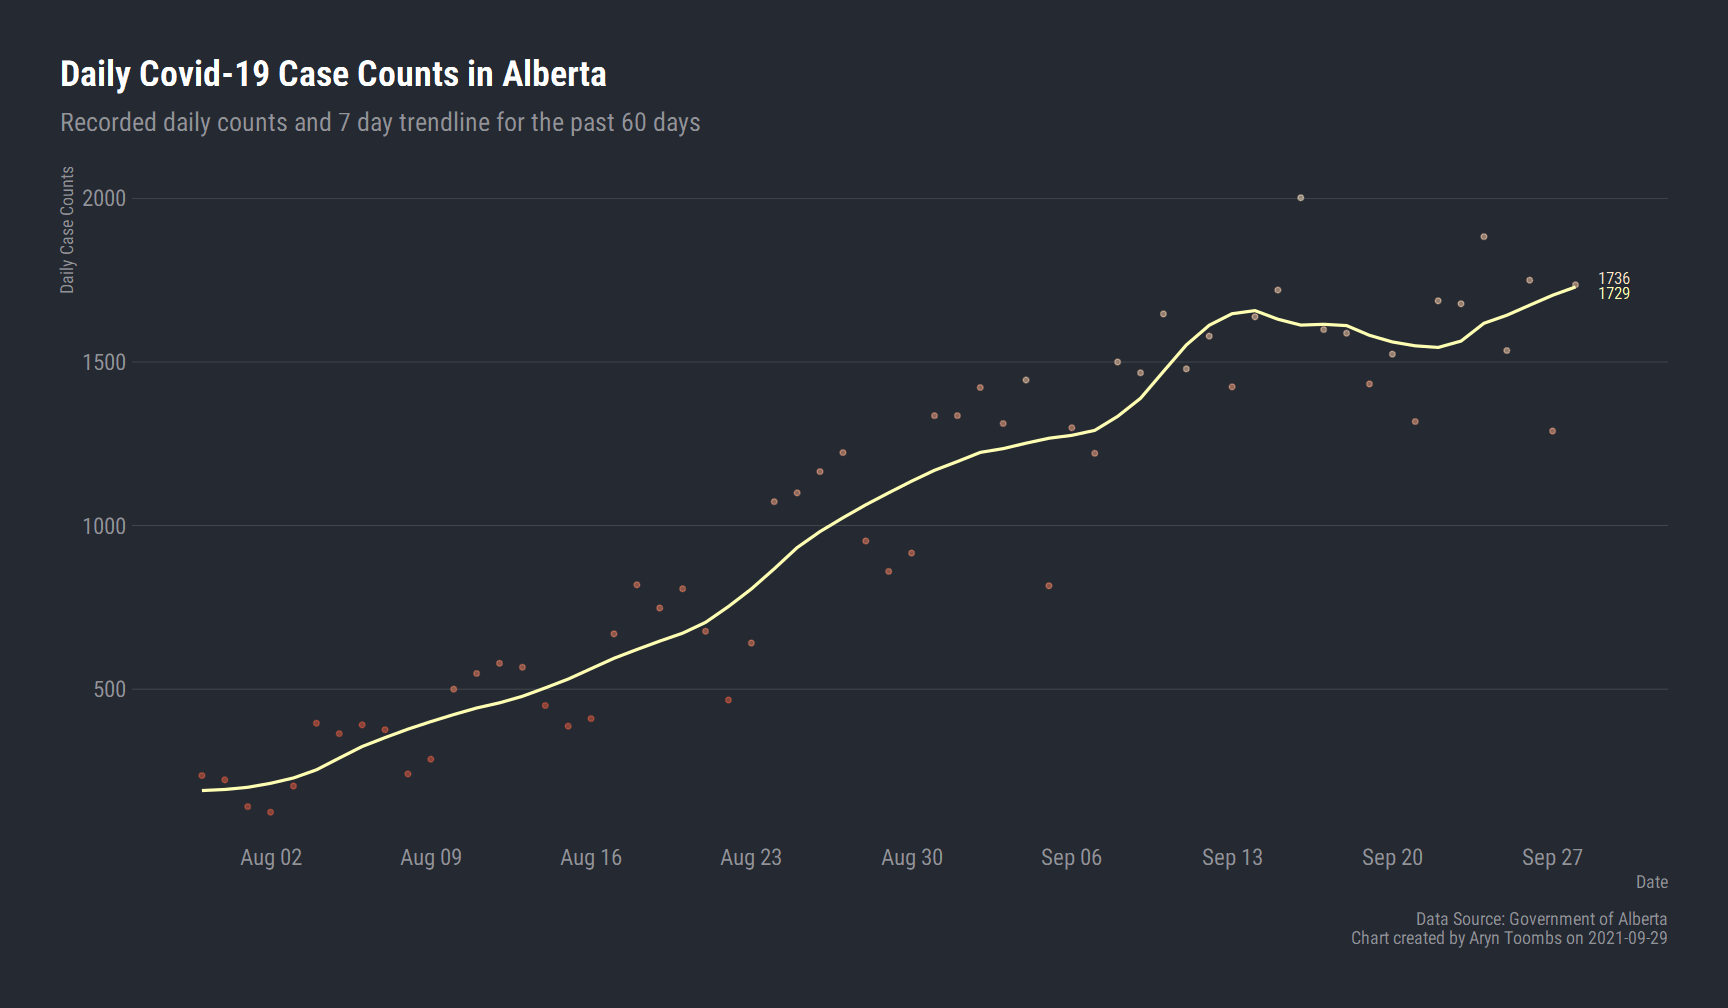 Daily Covid-19 Case Counts in Alberta
Recorded daily counts and 7 day trendline for the past 60 days
Daily Case Counts
2000
1500
1000
500
1736
1729
Aug 02
Aug 09
Aug 16
Aug 23
Aug 30
Sep 06
Sep 13
Sep 20
Sep 27
Date
Data Source: Government of Alberta
Chart created by Aryn Toombs on 2021-09-29